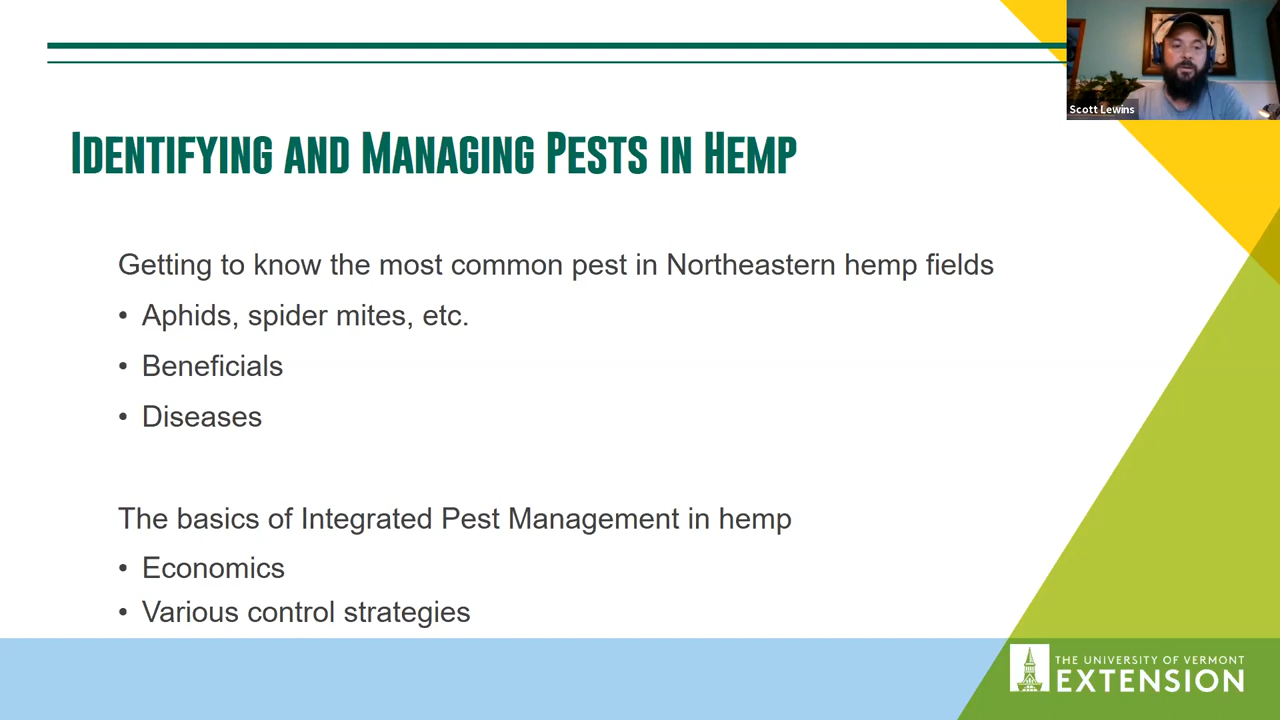 Scott Lewins
Identifying and Managing Pests in Hemp
Getting to know the most common pest in Northeastern hemp fields
• Aphids, spider mites, etc.
• Beneficials
• Diseases
The basics of Integrated Pest Management in hemp
• Economics
• Various control strategies
THE UNIVERSITY OF VERMONT
EXTENSION